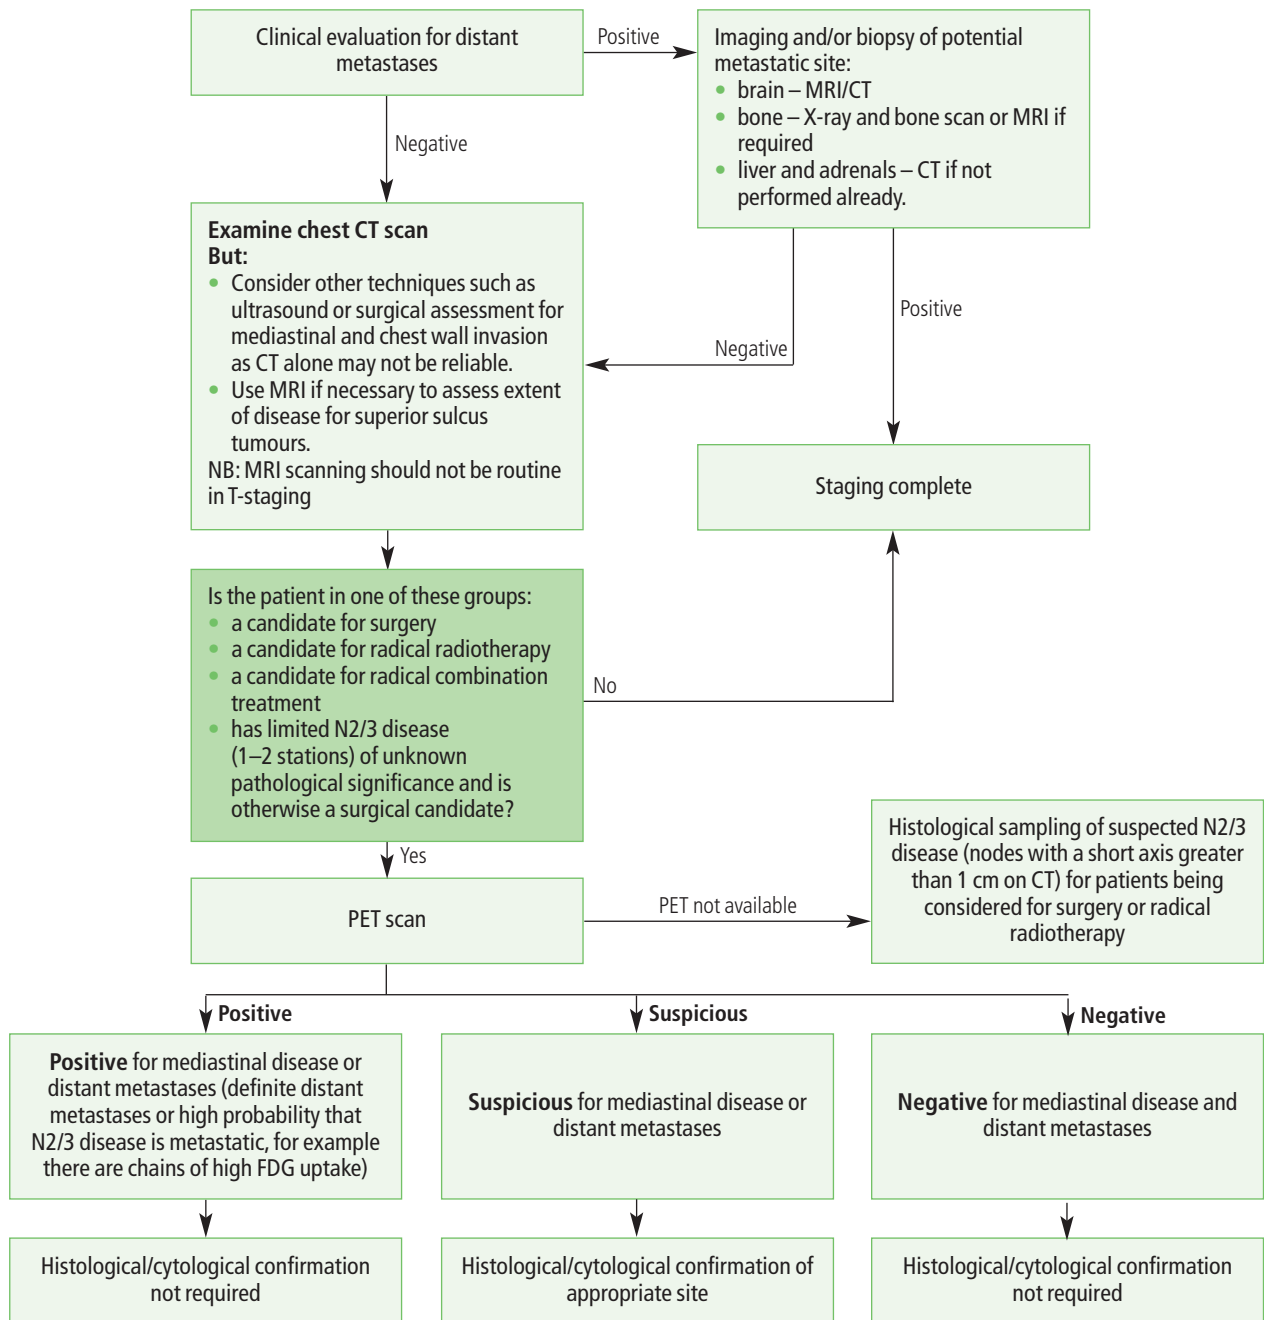 Clinical evaluation for distant
metastases
Positive
Imaging and/or biopsy of potential
metastatic site:
• brain – MRI/CT
• bone – X-ray and bone scan or MRI if
required
• liver and adrenals – CT if not
performed already.
Negative
Examine chest CT scan
But:
• Consider other techniques such as
ultrasound or surgical assessment for
mediastinal and chest wall invasion
as CT alone may not be reliable.
• Use MRI if necessary to assess extent
of disease for superior sulcus
tumours.
NB: MRI scanning should not be routine
in T-staging
Negative
Positive
Staging complete
Is the patient in one of these groups:
• a candidate for surgery
• a candidate for radical radiotherapy
• a candidate for radical combination
treatment
• has limited N2/3 disease
(1–2 stations) of unknown
pathological significance and is
otherwise a surgical candidate?
No
Yes
PET scan
PET not available
Histological sampling of suspected N2/3
disease (nodes with a short axis greater
than 1 cm on CT) for patients being
considered for surgery or radical
radiotherapy
Positive
Suspicious
Negative
Positive for mediastinal disease or
distant metastases (definite distant
metastases or high probability that
N2/3 disease is metastatic, for example
there are chains of high FDG uptake)
Suspicious for mediastinal disease or
distant metastases
Negative for mediastinal disease and
distant metastases
Histological/cytological confirmation
not required
Histological/cytological confirmation of
appropriate site
Histological/cytological confirmation
not required